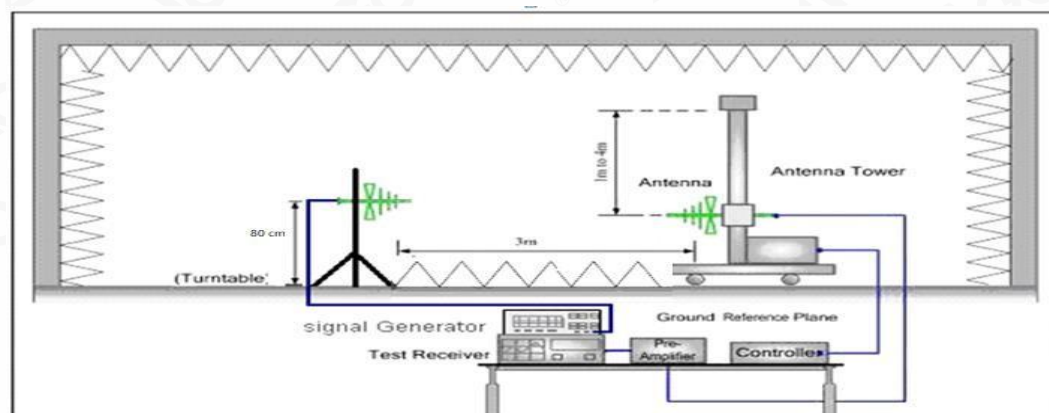 1m to 4m
Antenna Tower
Antenna
80 cm
3m
(Turntable)
signal Generator
Ground Reference Plane
Test Receiver
Pre-
Amplifier
Controller